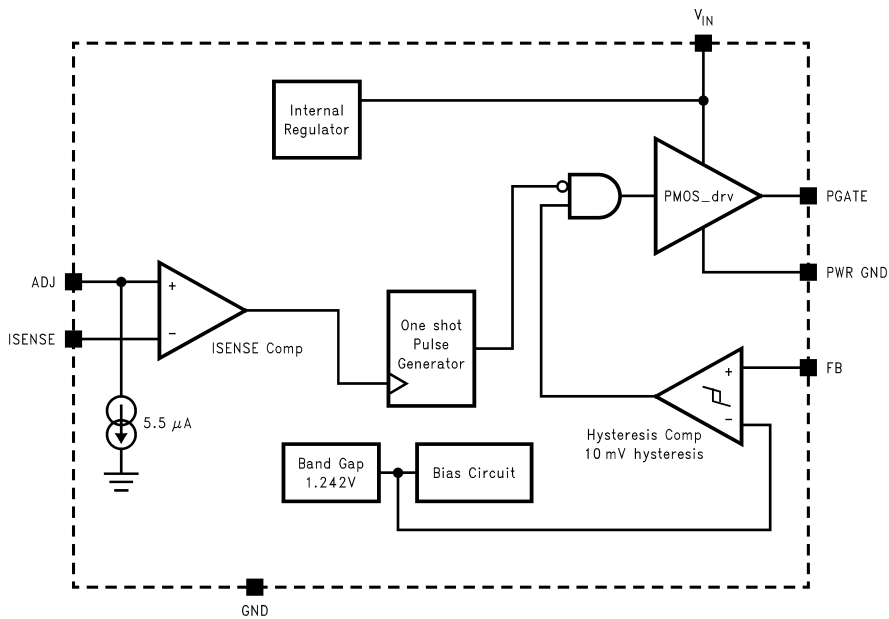 VIN
Internal
Regulator
PMOS_drv
PGATE
ADJ
+
PWR GND
ISENSE
−
ISENSE Comp
One shot
Pulse
Generator
+
FB
−
5.5 μA
Hysteresis Comp
10 mV hysteresis
Band Gap
1.242V
Bias Circuit
GND